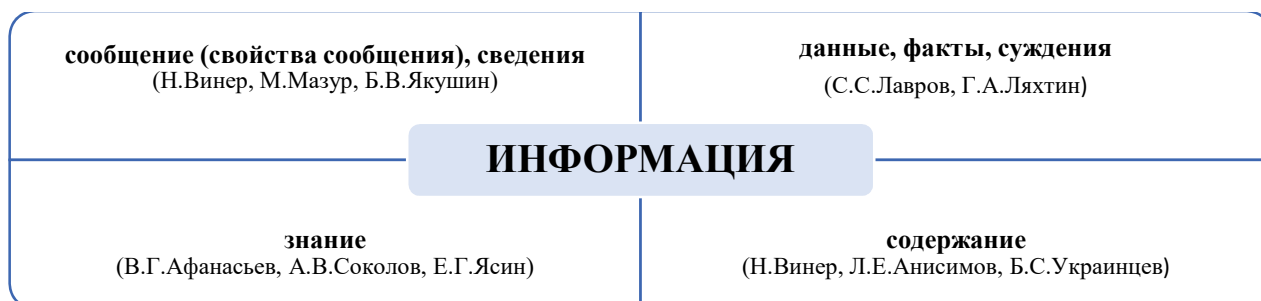 сообщение (свойства сообщения), сведения
(Н.Винер, М.Мазур, Б.В.Якушин)
данные, факты, суждения
(С.С.Лавров, Г.А.Ляхтин)
ИНФОРМАЦИЯ
знание
(В.Г.Афанасьев, А.В.Соколов, Е.Г.Ясин)
содержание
(Н.Винер, Л.Е.Анисимов, Б.С.Украинцев)